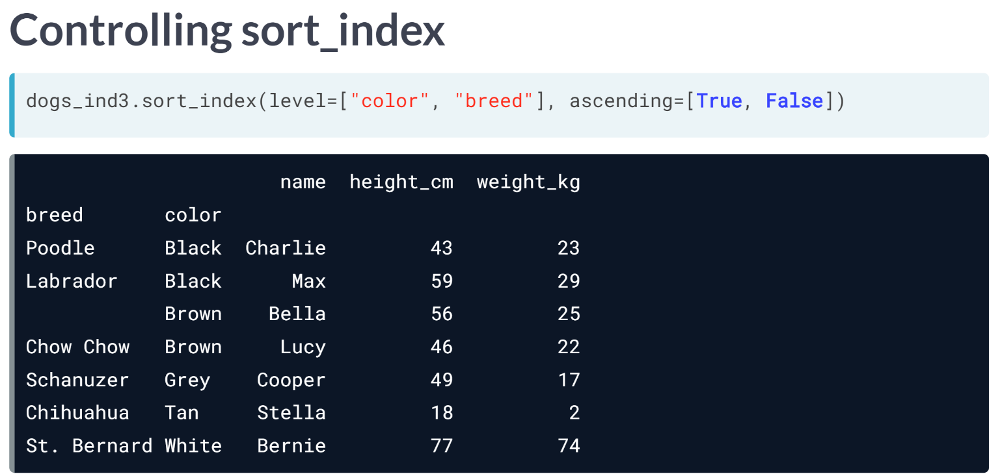 Controlling sort_index
dogs_ind3.sort_index(level=["color", "breed"], ascending=[True, False])
name height_cm weight_kg
breed color
Poodle Black Charlie 43 23
Labrador Black Max 59 29
Brown Bella 56 25
Chow Chow Brown Lucy 46 22
Schanuzer Grey Cooper 49 17
Chihuahua Tan Stella 18 2
St. Bernard White Bernie 77 74